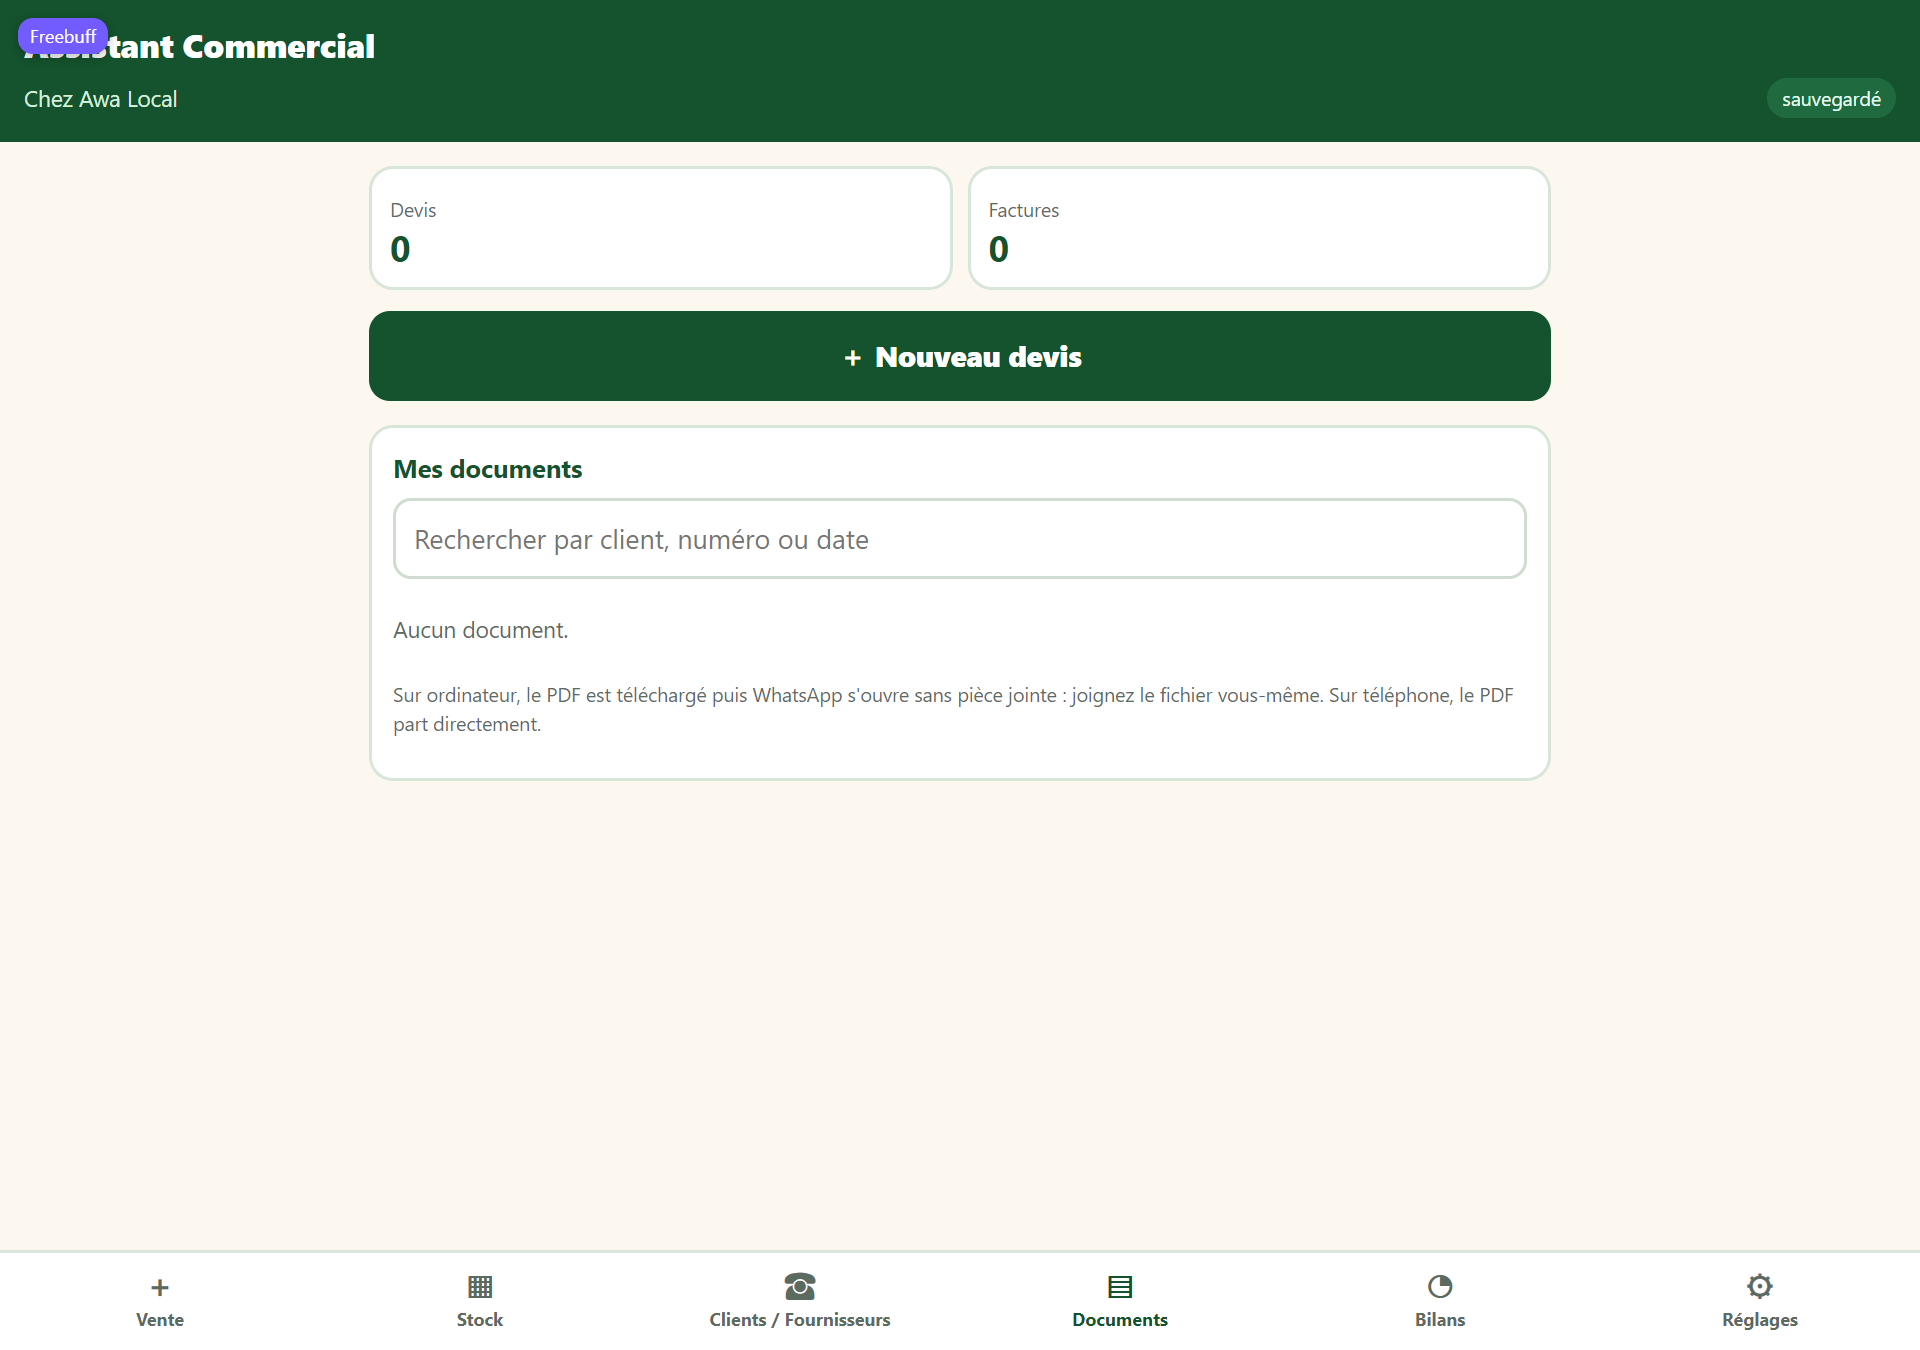 Freebuff
Assistant Commercial
Chez Awa Local
sauvegardé
Devis
0
Factures
0
+ Nouveau devis
Mes documents
Rechercher par client, numéro ou date
Aucun document.
Sur ordinateur, le PDF est téléchargé puis WhatsApp s'ouvre sans pièce jointe : joignez le fichier vous-même. Sur téléphone, le PDF
part directement.
+
Vente
Stock
Clients / Fournisseurs
Documents
Bilans
Réglages